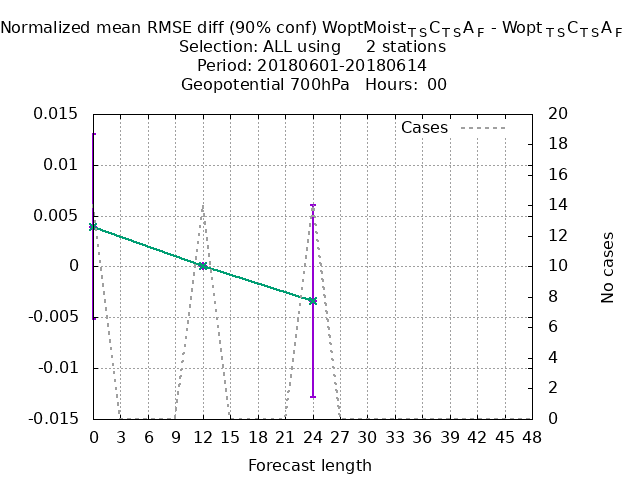 Normalized mean RMSE diff (90% conf) WoptMoistTSCTSAF - WoptTSCTSAF
Selection: ALL using 2 stations
Period: 20180601-20180614
Geopotential 700hPa Hours: 00
Cases
0.015
0.01
0.005
0
-0.005
-0.01
-0.015
20
18
16
14
12
10
8
6
4
2
0
No cases
0 3 6 9 12 15 18 21 24 27 30 33 36 39 42 45 48
Forecast length